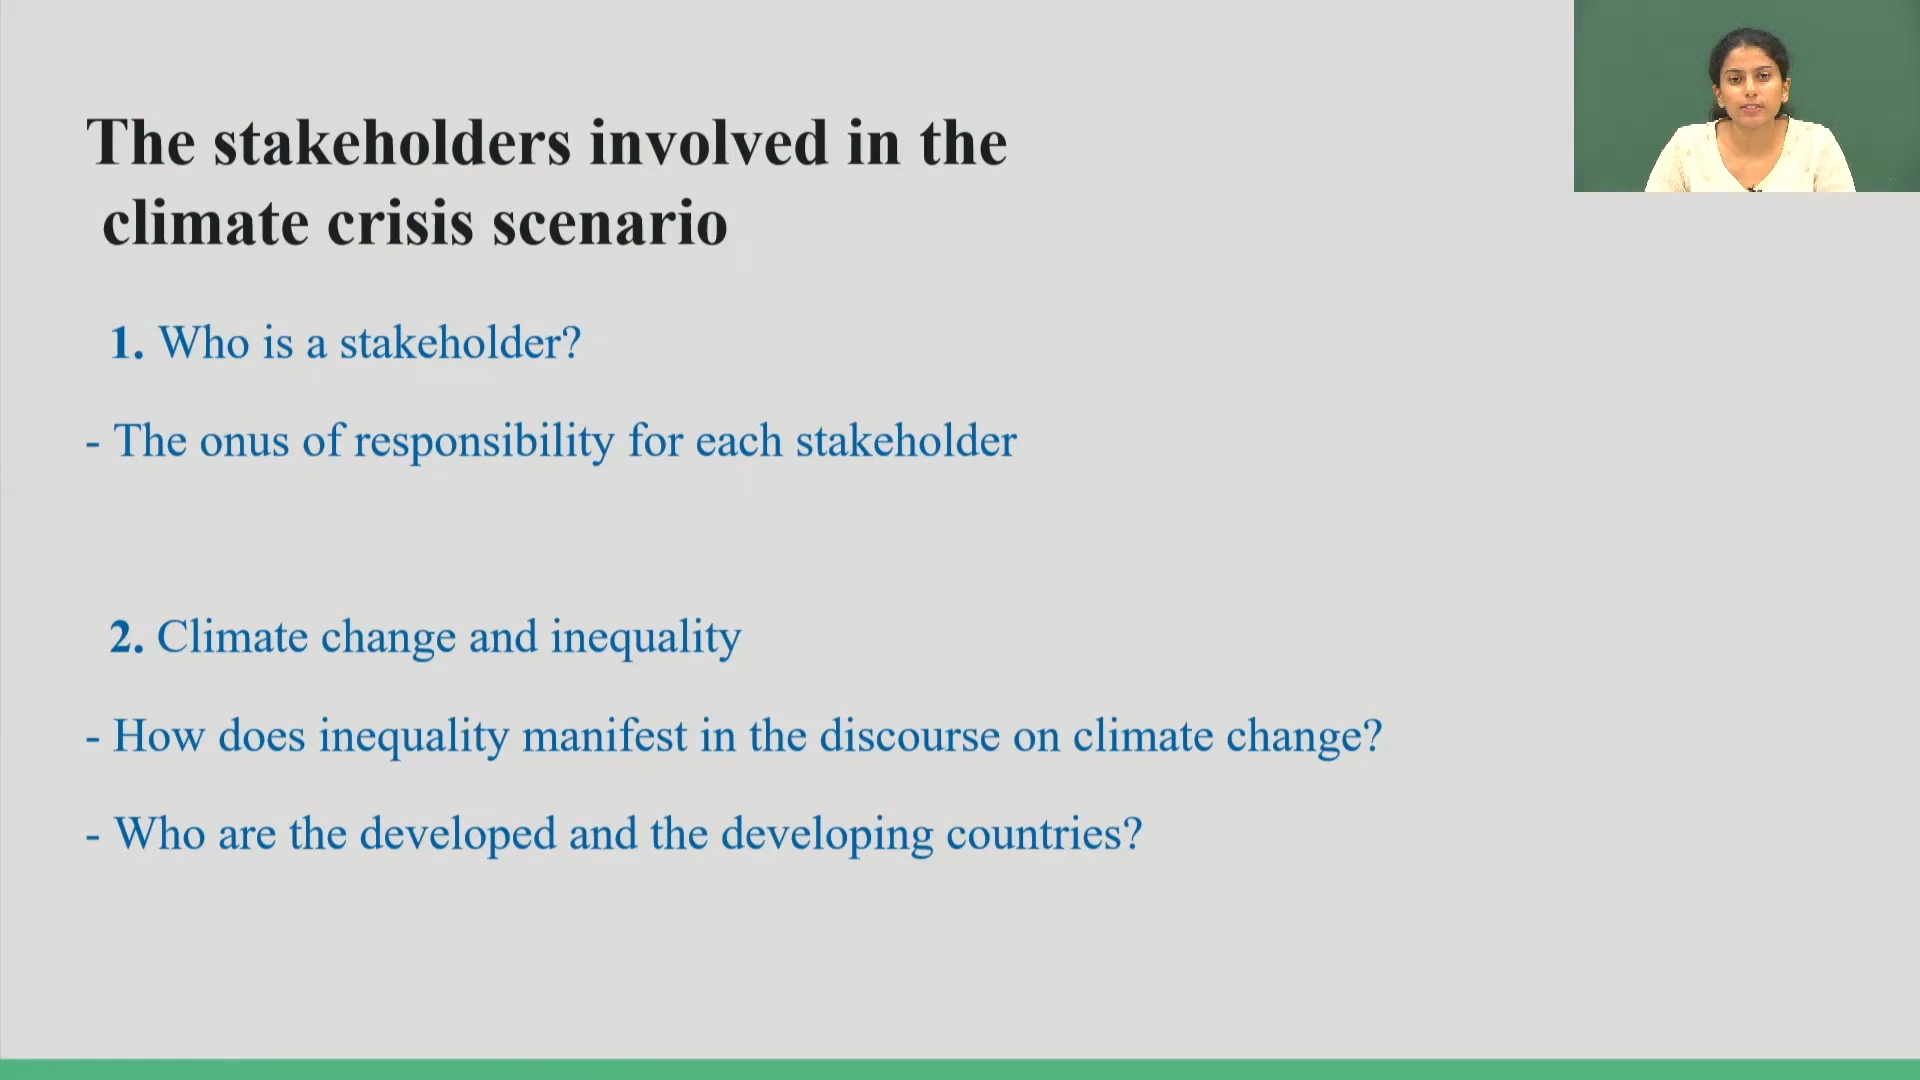 The stakeholders involved in the
climate crisis scenario
1. Who is a stakeholder?
- The onus of responsibility for each stakeholder
2. Climate change and inequality
- How does inequality manifest in the discourse on climate change?
- Who are the developed and the developing countries?